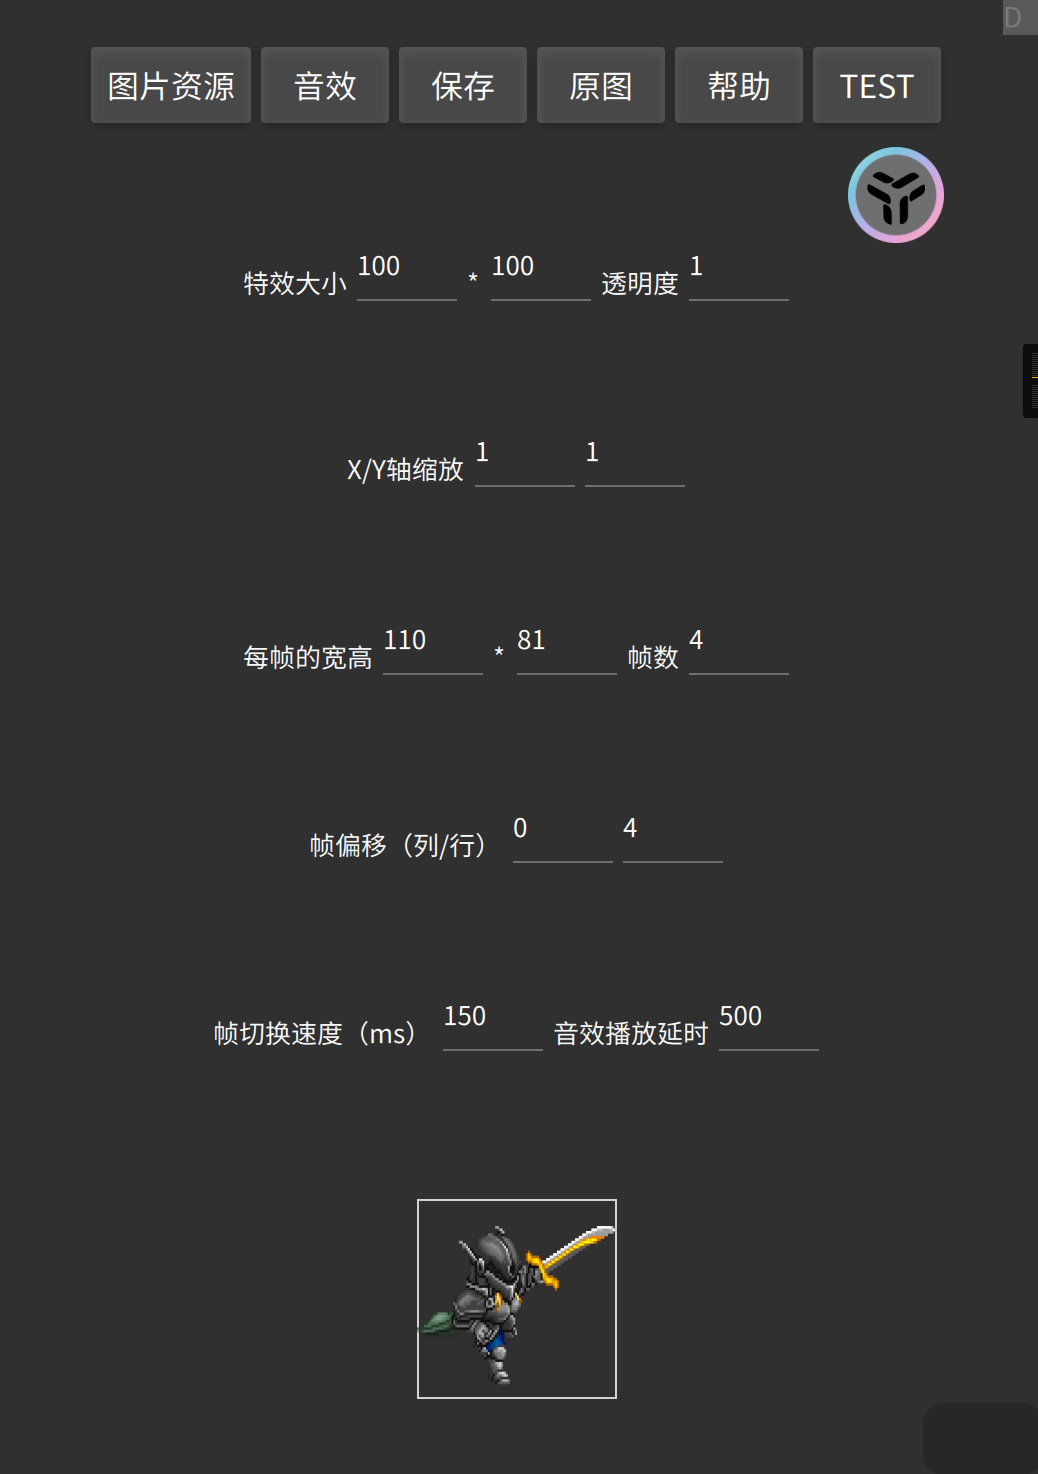 D
图片资源 音效 保存 原图 帮助 TEST
特效大小 100 * 100 透明度 1
X/Y轴缩放 1 1
每帧的宽高 110 * 81 帧数 4
帧偏移（列/行） 0 4
帧切换速度（ms） 150 音效播放延时 500